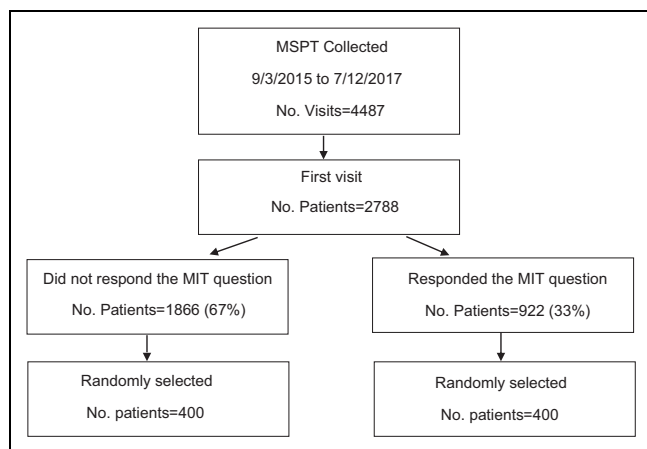 MSPT Collected
9/3/2015 to 7/12/2017
No. Visits=4487
First visit
No. Patients=2788
Did not respond the MIT question
No. Patients=1866 (67%)
Responded the MIT question
No. Patients=922 (33%)
Randomly selected
No. patients=400
Randomly selected
No. patients=400